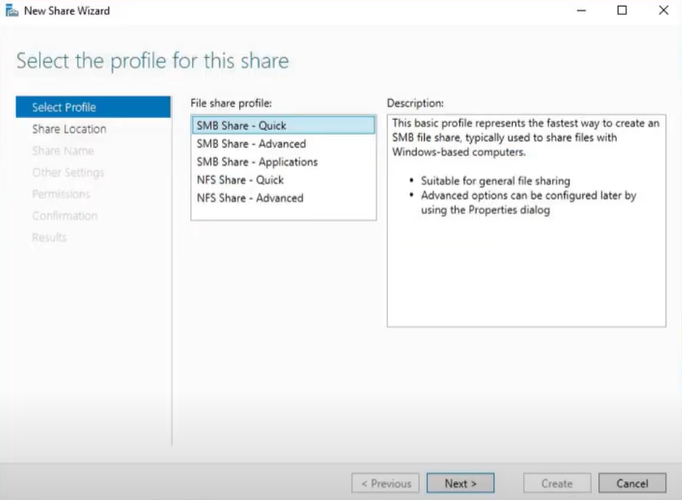 New Share Wizard
Select the profile for this share
Select Profile
Share Location
Share Name
Other Settings
Permissions
Confirmation
Results
File share profile:
SMB Share - Quick
SMB Share - Advanced
SMB Share - Applications
NFS Share - Quick
NFS Share - Advanced
Description:
This basic profile represents the fastest way to create an
SMB file share, typically used to share files with
Windows-based computers.
• Suitable for general file sharing
• Advanced options can be configured later by
using the Properties dialog
< Previous
Next >
Create
Cancel